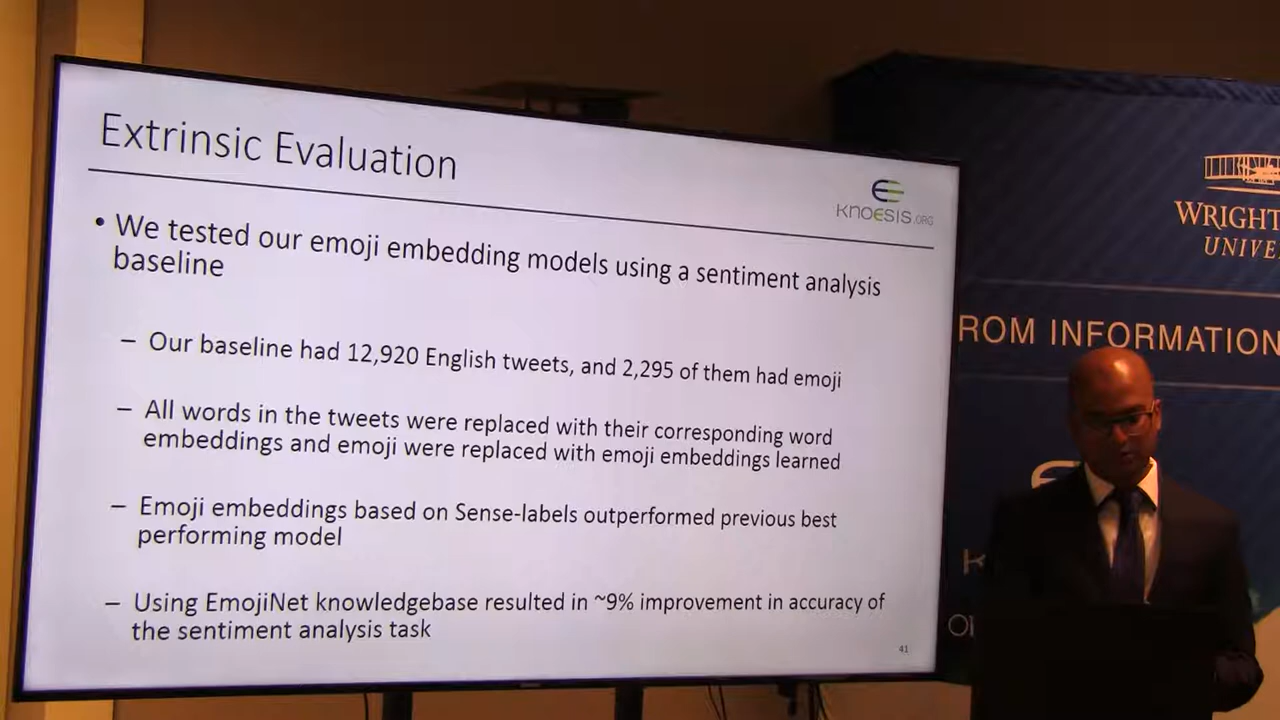 Extrinsic Evaluation
KNOESIS.ORG
• We tested our emoji embedding models using a sentiment analysis
baseline
– Our baseline had 12,920 English tweets, and 2,295 of them had emoji
– All words in the tweets were replaced with their corresponding word
embeddings and emoji were replaced with emoji embeddings learned
– Emoji embeddings based on Sense-labels outperformed previous best
performing model
– Using EmojiNet knowledgebase resulted in ~9% improvement in accuracy of
the sentiment analysis task
41
WRIGHT
UNIVE
ROM INFORMATION